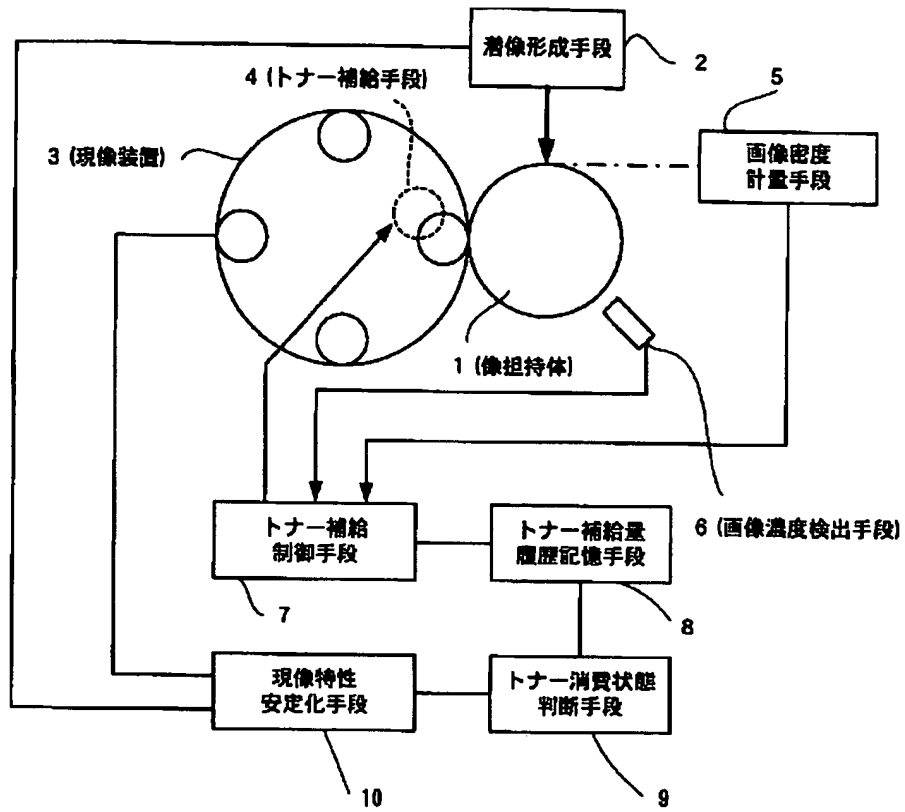 潜像形成手段
2
4 (トナー補給手段)
5
3 (現像装置)
画像密度
計量手段
1 (像担持体)
6 (画像濃度検出手段)
トナー補給
制御手段
7
トナー補給量
履歴記憶手段
8
現像特性
安定化手段
10
トナー消費状態
判断手段
9